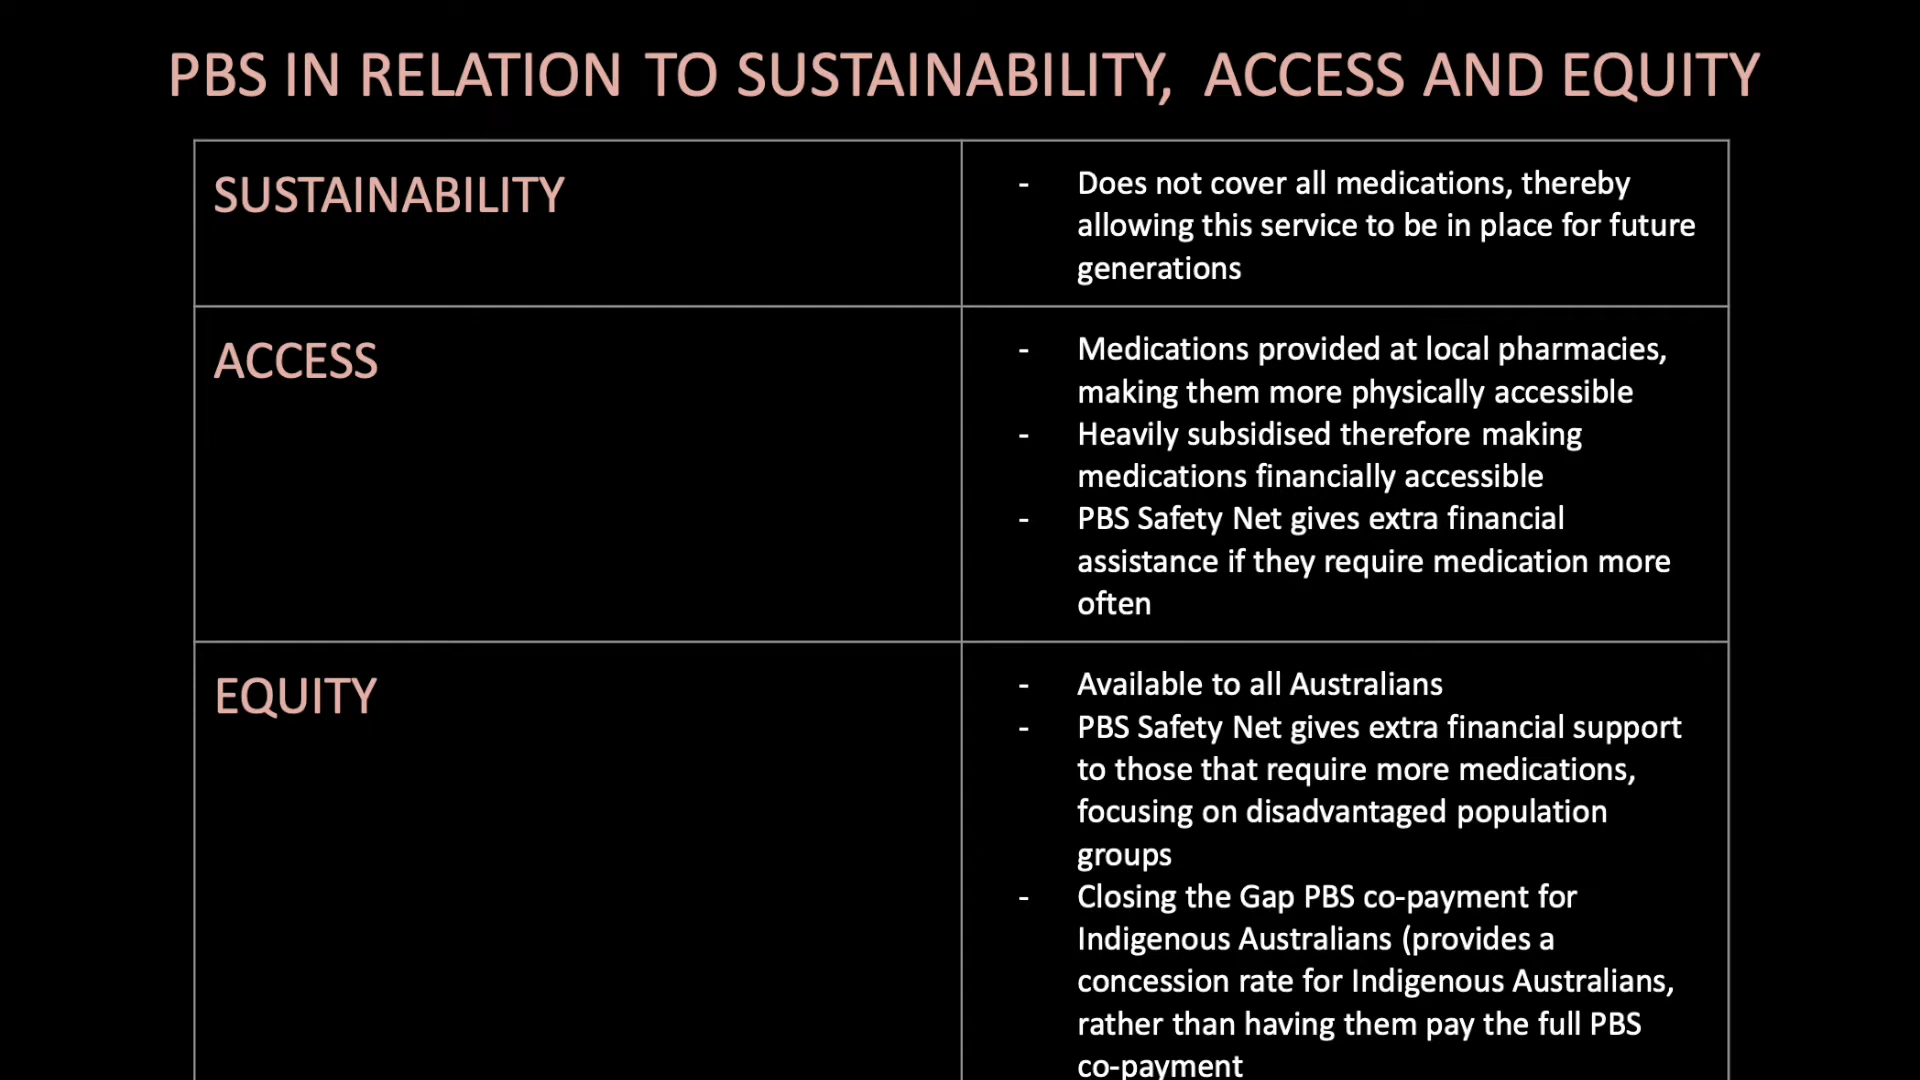 PBS IN RELATION TO SUSTAINABILITY, ACCESS AND EQUITY
SUSTAINABILITY
- Does not cover all medications, thereby
allowing this service to be in place for future
generations
ACCESS
- Medications provided at local pharmacies,
making them more physically accessible
- Heavily subsidised therefore making
medications financially accessible
- PBS Safety Net gives extra financial
assistance if they require medication more
often
EQUITY
- Available to all Australians
- PBS Safety Net gives extra financial support
to those that require more medications,
focusing on disadvantaged population
groups
- Closing the Gap PBS co-payment for
Indigenous Australians (provides a
concession rate for Indigenous Australians,
rather than having them pay the full PBS
co-payment